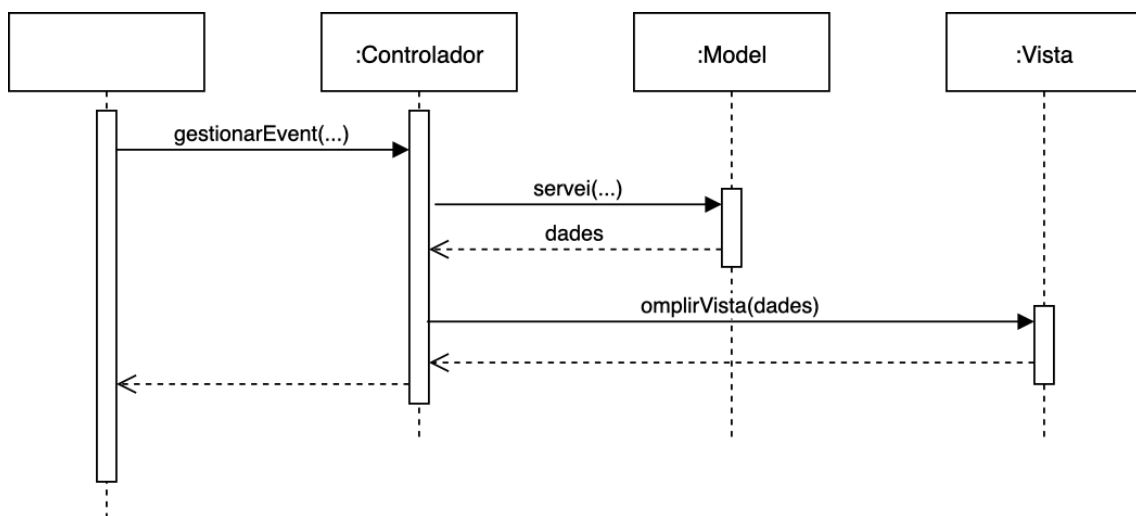 :Controlador
:Model
:Vista
gestionarEvent(...)
servei(...)
dades
omplirVista(dades)